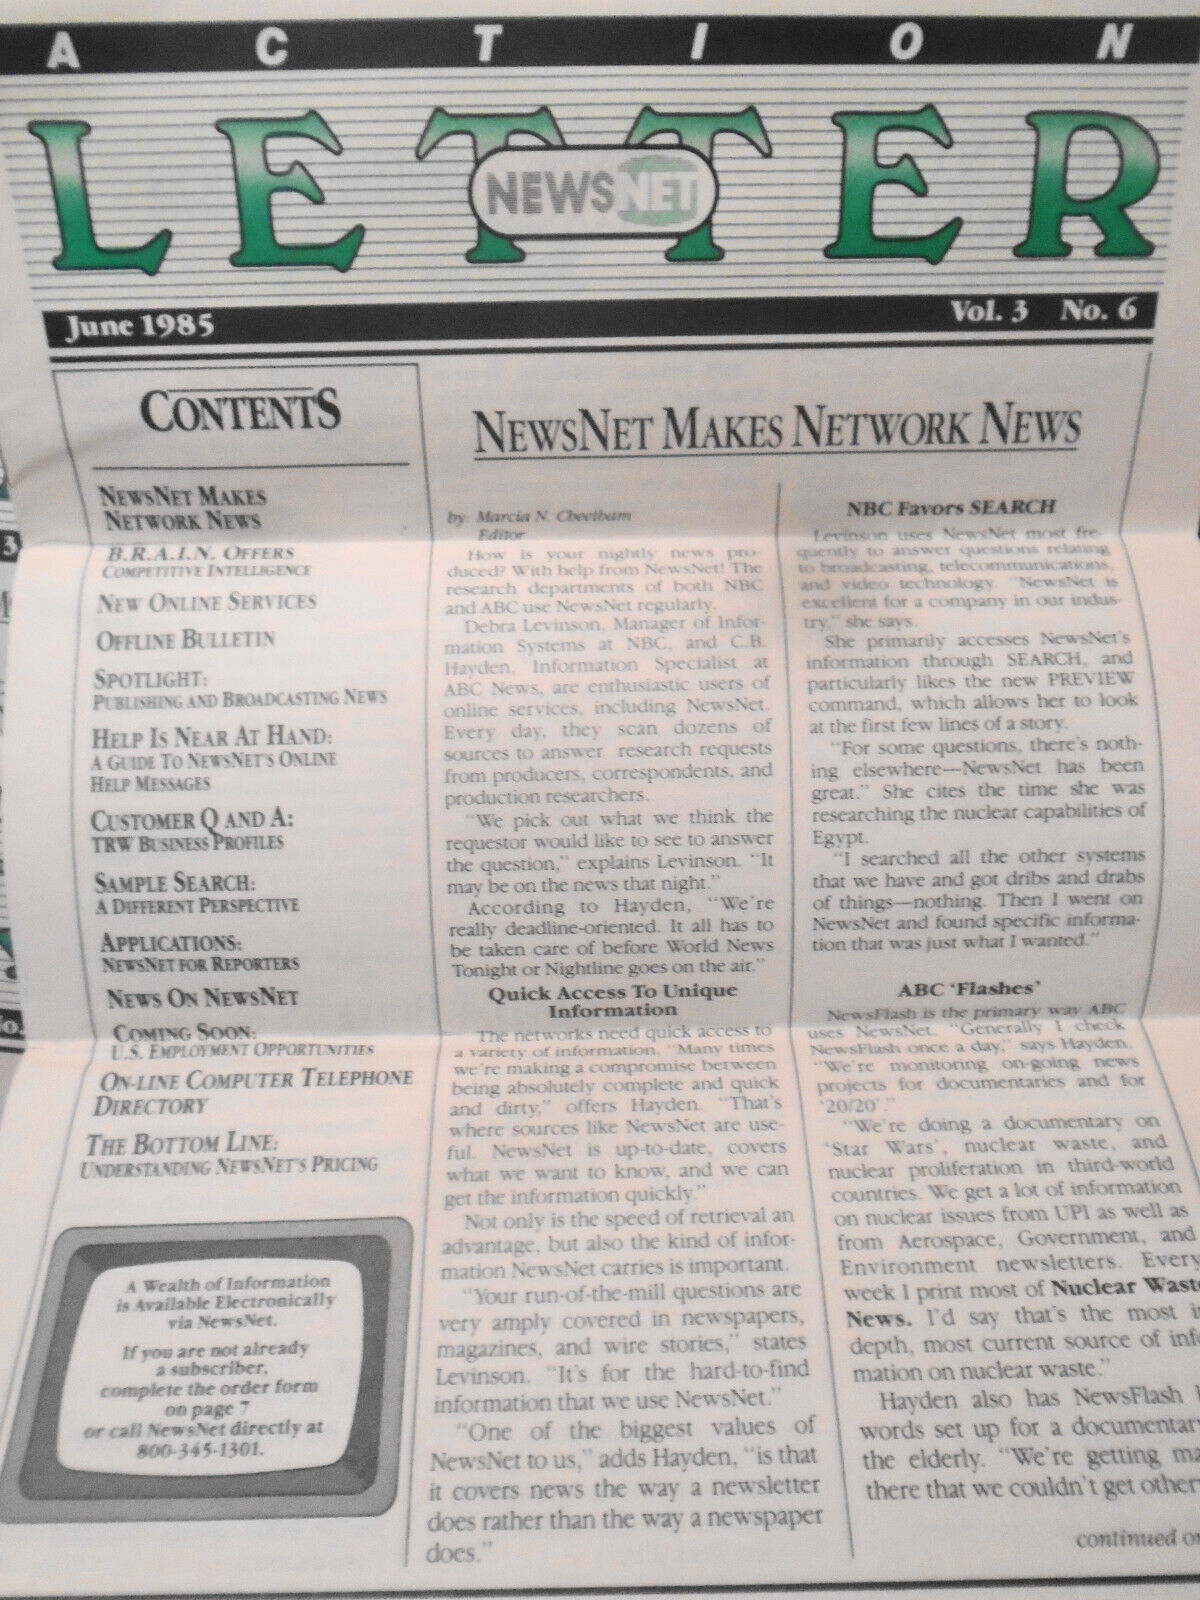 A C T I O N
LETTER
NEWSNET
June 1985
Vol. 3 No. 6
CONTENTS
NEWSNET MAKES
NETWORK NEWS
B.R.A.I.N. OFFERS
COMPETITIVE INTELLIGENCE
NEW ONLINE SERVICES
OFFLINE BULLETIN
SPOTLIGHT:
PUBLISHING AND BROADCASTING NEWS
HELP IS NEAR AT HAND:
A GUIDE TO NEWSNET'S ONLINE
HELP MESSAGES
CUSTOMER Q AND A:
TRW BUSINESS PROFILES
SAMPLE SEARCH:
A DIFFERENT PERSPECTIVE
APPLICATIONS:
NEWSNET FOR REPORTERS
NEWS ON NEWSNET
COMING SOON:
U.S. EMPLOYMENT OPPORTUNITIES
ON-LINE COMPUTER TELEPHONE
DIRECTORY
THE BOTTOM LINE:
UNDERSTANDING NEWSNET'S PRICING
A Wealth of Information
is Available Electronically
via NewsNet.
If you are not already
a subscriber,
complete the order form
on page 7
or call NewsNet directly at
800-345-1301.
NEWSNET MAKES NETWORK NEWS
by: Marcia N. Cheetham
Editor
How is your nightly news pro-
duced? With help from NewsNet! The
research departments of both NBC
and ABC use NewsNet regularly.
Debra Levinson, Manager of Infor-
mation Systems at NBC, and C.B.
Hayden, Information Specialist at
ABC News, are enthusiastic users of
online services, including NewsNet.
Every day, they scan dozens of
sources to answer research requests
from producers, correspondents, and
production researchers.
"We pick out what we think the
requestor would like to see to answer
the question," explains Levinson. "It
may be on the news that night."
According to Hayden, "We're
really deadline-oriented. It all has to
be taken care of before World News
Tonight or Nightline goes on the air."
Quick Access To Unique
Information
The networks need quick access to
a variety of information. "Many times
we're making a compromise between
being absolutely complete and quick
and dirty," offers Hayden. "That's
where sources like NewsNet are use-
ful. NewsNet is up-to-date, covers
what we want to know, and we can
get the information quickly."
Not only is the speed of retrieval an
advantage, but also the kind of infor-
mation NewsNet carries is important.
"Your run-of-the-mill questions are
very amply covered in newspapers,
magazines, and wire stories," states
Levinson. "It's for the hard-to-find
information that we use NewsNet."
"One of the biggest values of
NewsNet to us," adds Hayden, "is that
it covers news the way a newsletter
does rather than the way a newspaper
does."
NBC Favors SEARCH
Levinson uses NewsNet most fre-
quently to answer questions relating
to broadcasting, telecommunications,
and video technology. "NewsNet is
excellent for a company in our indus-
try," she says.
She primarily accesses NewsNet's
information through SEARCH, and
particularly likes the new PREVIEW
command, which allows her to look
at the first few lines of a story.
"For some questions, there's noth-
ing elsewhere—NewsNet has been
great." She cites the time she was
researching the nuclear capabilities of
Egypt.
"I searched all the other systems
that we have and got dribs and drabs
of things—nothing. Then I went on
NewsNet and found specific informa-
tion that was just what I wanted."
ABC 'Flashes'
NewsFlash is the primary way ABC
uses NewsNet. "Generally I check
NewsFlash once a day," says Hayden.
"We're monitoring on-going news
projects for documentaries and for
'20/20'."
"We're doing a documentary on
'Star Wars', nuclear waste, and
nuclear proliferation in third-world
countries. We get a lot of information
on nuclear issues from UPI as well as
from Aerospace, Government, and
Environment newsletters. Every
week I print most of Nuclear Waste
News. I'd say that's the most
depth, most current source of
mation on nuclear waste."
Hayden also has NewsFlash
words set up for a documentary
the elderly. "We're getting
there that we couldn't get
continued